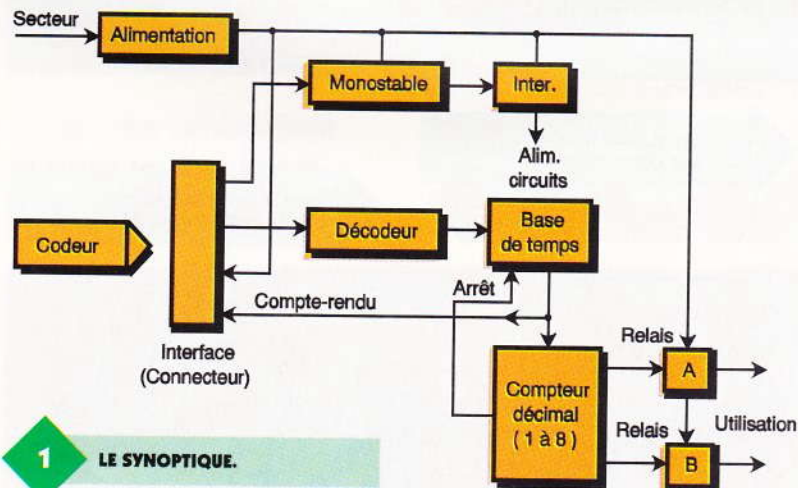 Secteur
Alimentation
Monostable
Inter.
Alim.
circuits
Codeur
Décodeur
Base
de temps
Arrêt
Compte-rendu
Interface
(Connecteur)
Compteur
décimal
( 1 à 8 )
Relais
A
Relais
B
Utilisation
1
LE SYNOPTIQUE.